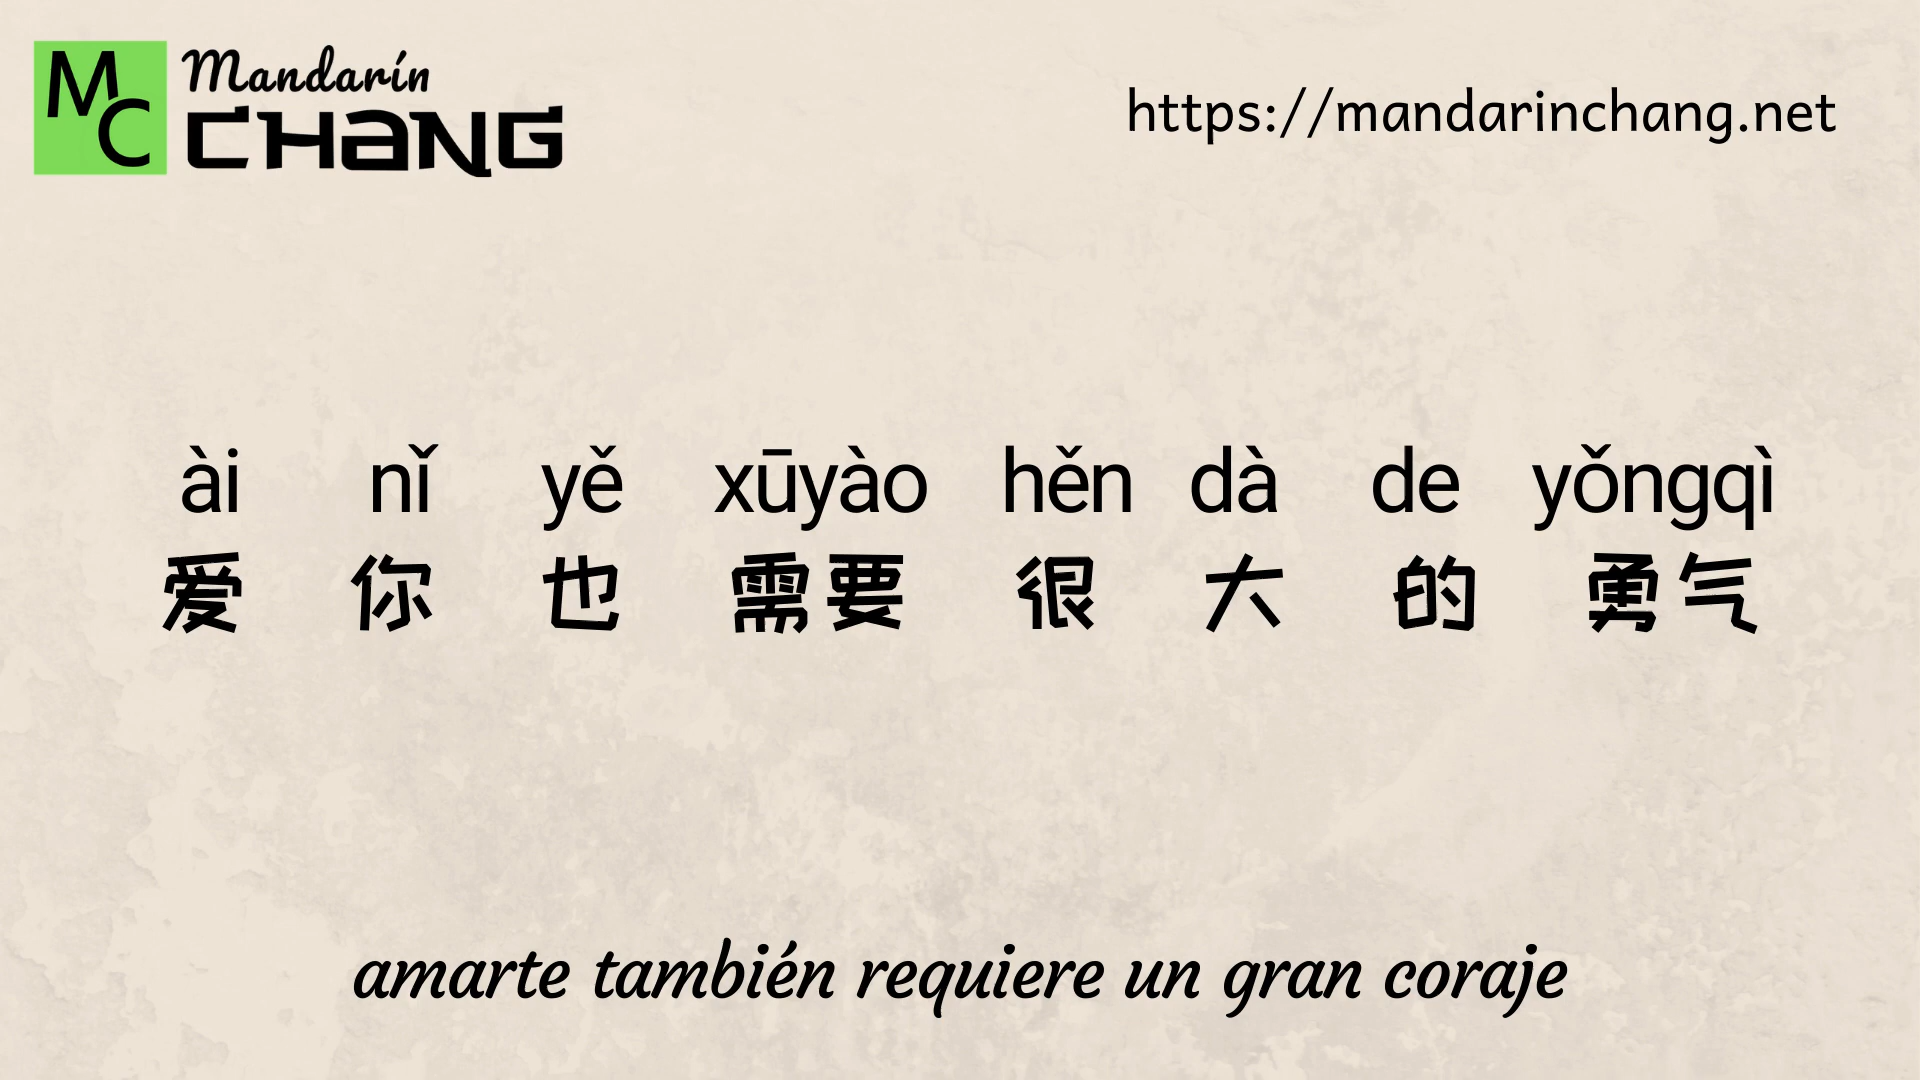 MC
Mandarín
CHANG
https://mandarinchang.net
ài nǐ yě xūyào hěn dà de yǒngqì
爱 你 也 需要 很 大 的 勇气
amarte también requiere un gran coraje